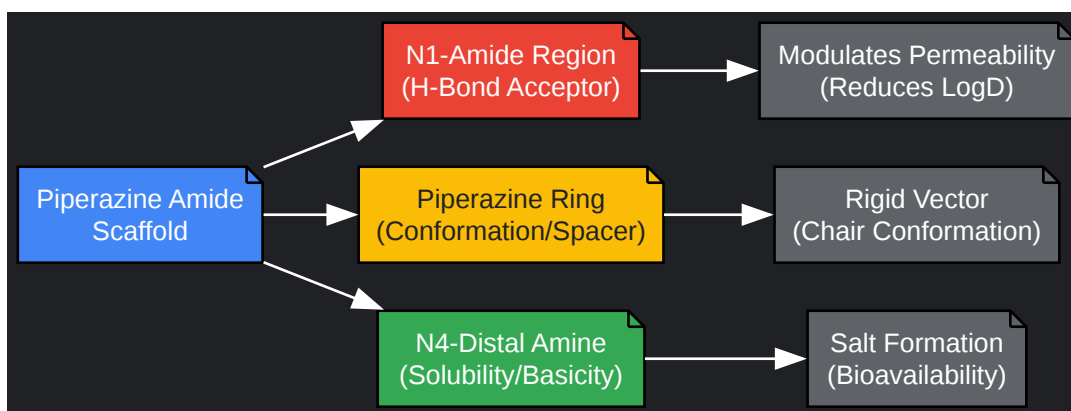 N1-Amide Region
(H-Bond Acceptor)
Modulates Permeability
(Reduces LogD)
Piperazine Amide
Scaffold
Piperazine Ring
(Conformation/Spacer)
Rigid Vector
(Chair Conformation)
N4-Distal Amine
(Solubility/Basicity)
Salt Formation
(Bioavailability)